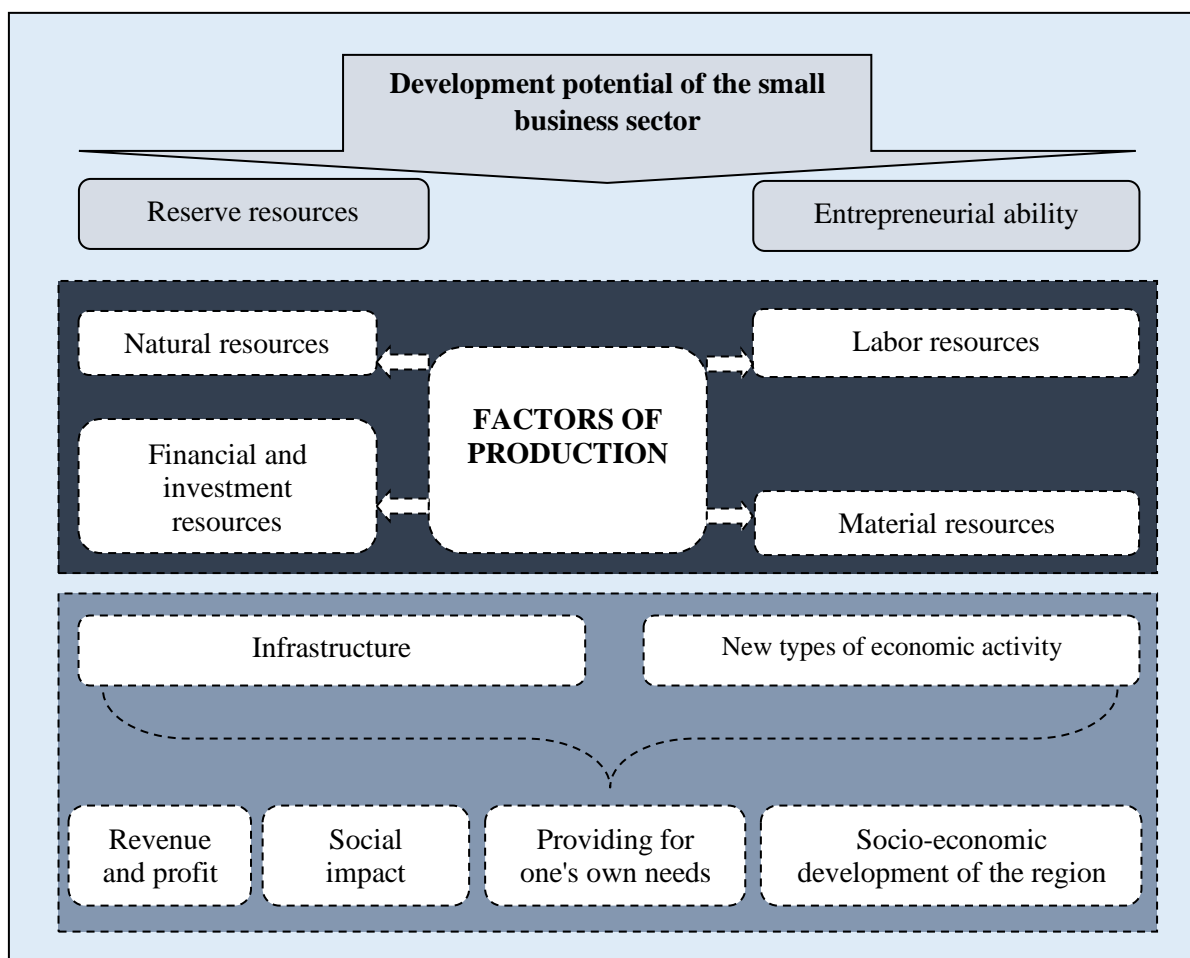 Development potential of the small
business sector
Reserve resources
Entrepreneurial ability
Natural resources
Labor resources
FACTORS OF
PRODUCTION
Financial and
investment
resources
Material resources
Infrastructure
New types of economic activity
Revenue
and profit
Social
impact
Providing for
one's own needs
Socio-economic
development of the region